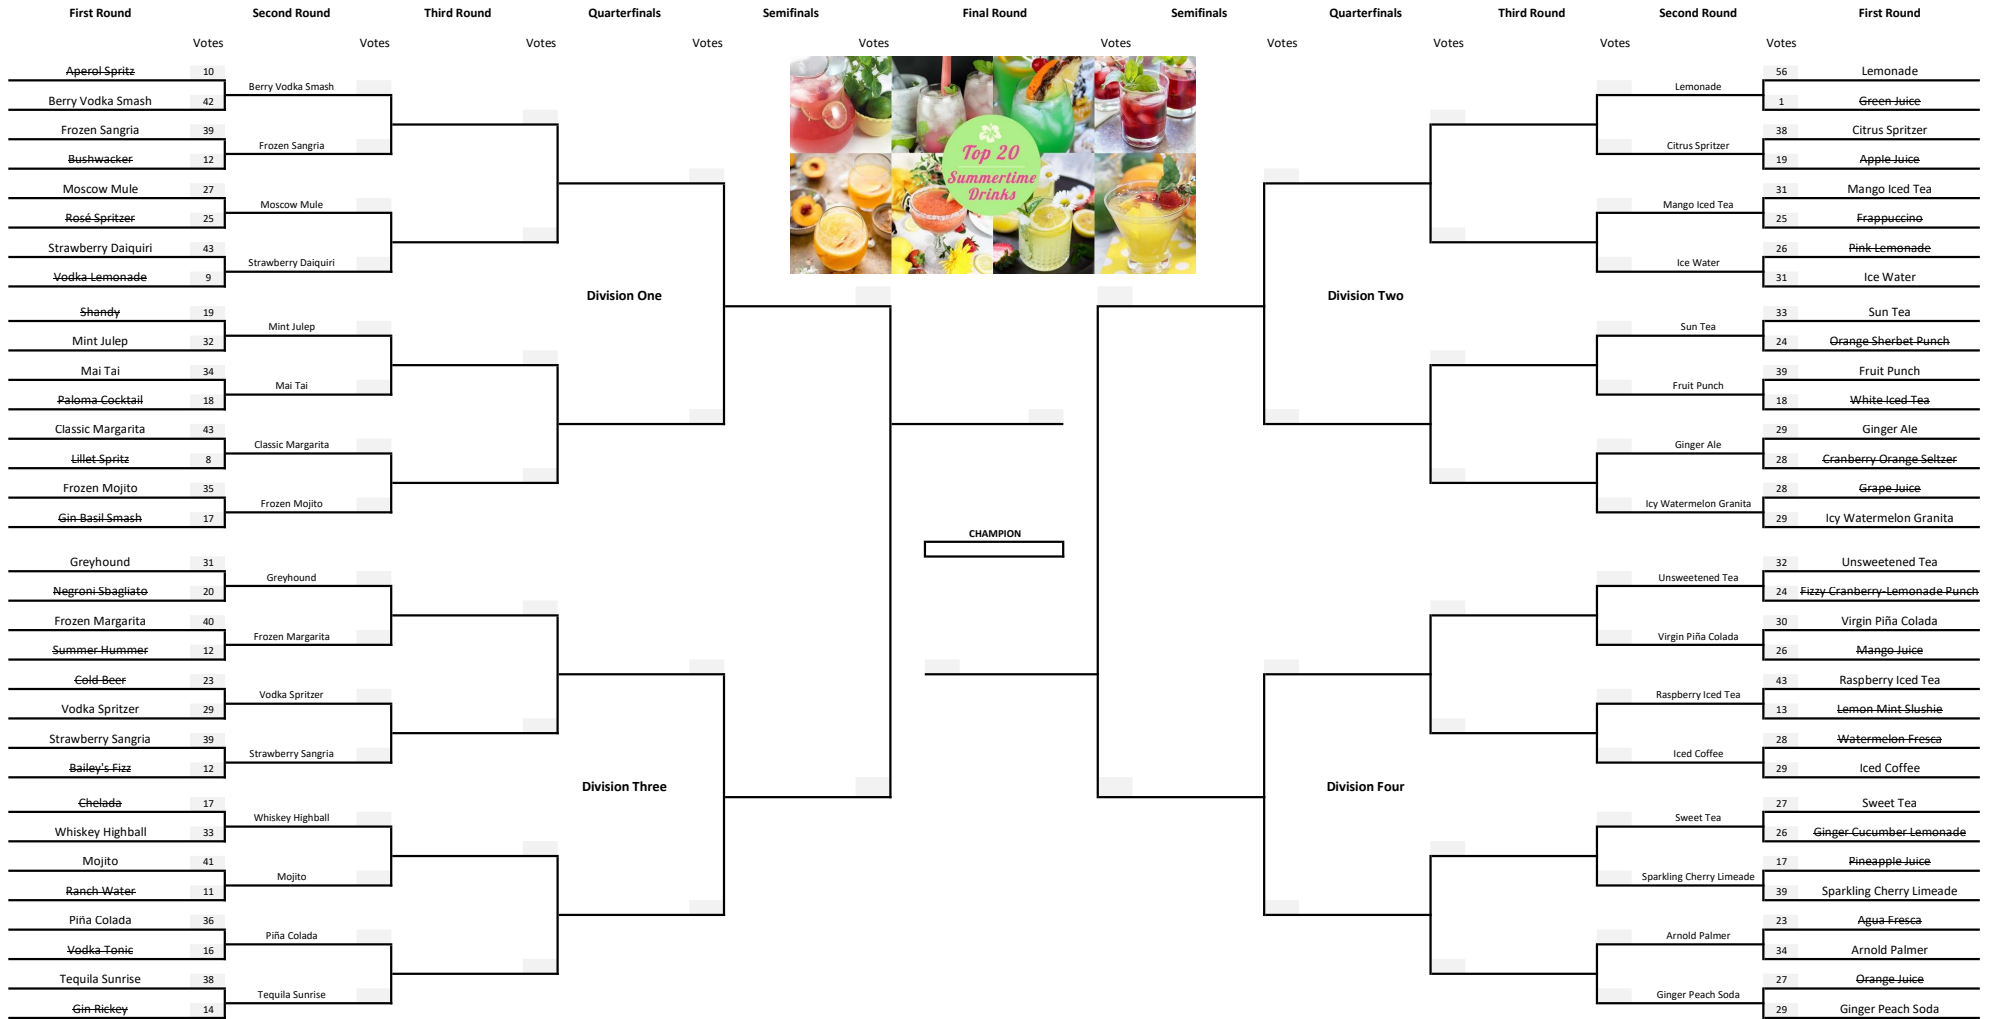 First Round Second Round Third Round Quarterfinals Semifinals Final Round Semifinals Quarterfinals Third Round Second Round First Round
Votes Votes Votes Votes Votes Votes Votes Votes Votes Votes
Aperol Spritz 10
Berry Vodka Smash
Berry Vodka Smash 42
Frozen Sangria 39
Frozen Sangria
Bushwacker 12
Moscow Mule 27
Moscow Mule
Rosé Spritzer 25
Strawberry Daiquiri 43
Strawberry Daiquiri
Vodka Lemonade 9
Division One
Shandy 19
Mint Julep
Mint Julep 32
Mai Tai 34
Mai Tai
Paloma Cocktail 18
Classic Margarita 43
Classic Margarita
Lillet Spritz 8
Frozen Mojito 35
Frozen Mojito
Gin Basil Smash 17
Greyhound 31
Greyhound
Negroni Sbagliato 20
Frozen Margarita 40
Frozen Margarita
Summer Hummer 12
Cold Beer 23
Vodka Spritzer
Vodka Spritzer 29
Strawberry Sangria 39
Strawberry Sangria
Bailey's Fizz 12
Division Three
Chelada 17
Whiskey Highball
Whiskey Highball 33
Mojito 41
Mojito
Ranch Water 11
Piña Colada 36
Piña Colada
Vodka Tonic 16
Tequila Sunrise 38
Tequila Sunrise
Gin Rickey 14
Top 20
Summertime
Drinks
CHAMPION
56 Lemonade
Lemonade
1 Green Juice
38 Citrus Spritzer
Citrus Spritzer
19 Apple Juice
31 Mango Iced Tea
Mango Iced Tea
25 Frappuccino
26 Pink Lemonade
Ice Water
31 Ice Water
Division Two
33 Sun Tea
Sun Tea
24 Orange Sherbet Punch
39 Fruit Punch
Fruit Punch
18 White Iced Tea
29 Ginger Ale
Ginger Ale
28 Cranberry Orange Seltzer
28 Grape Juice
Icy Watermelon Granita
29 Icy Watermelon Granita
32 Unsweetened Tea
Unsweetened Tea
24 Fizzy Cranberry-Lemonade Punch
30 Virgin Piña Colada
Virgin Piña Colada
26 Mango Juice
43 Raspberry Iced Tea
Raspberry Iced Tea
13 Lemon Mint Slushie
28 Watermelon Fresca
Iced Coffee
29 Iced Coffee
Division Four
27 Sweet Tea
Sweet Tea
26 Ginger Cucumber Lemonade
17 Pineapple Juice
Sparkling Cherry Limeade
39 Sparkling Cherry Limeade
23 Agua Fresca
Arnold Palmer
34 Arnold Palmer
27 Orange Juice
Ginger Peach Soda
29 Ginger Peach Soda